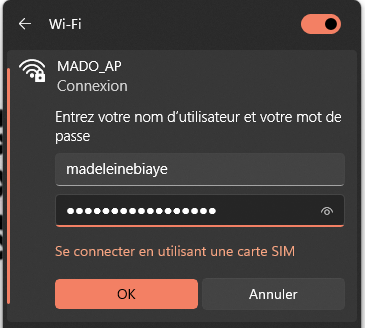 Wi-Fi
MADO_AP
Connexion
Entrez votre nom d'utilisateur et votre mot de
passe
madeleinebiaye
•••••••••••••••••
Se connecter en utilisant une carte SIM
OK Annuler